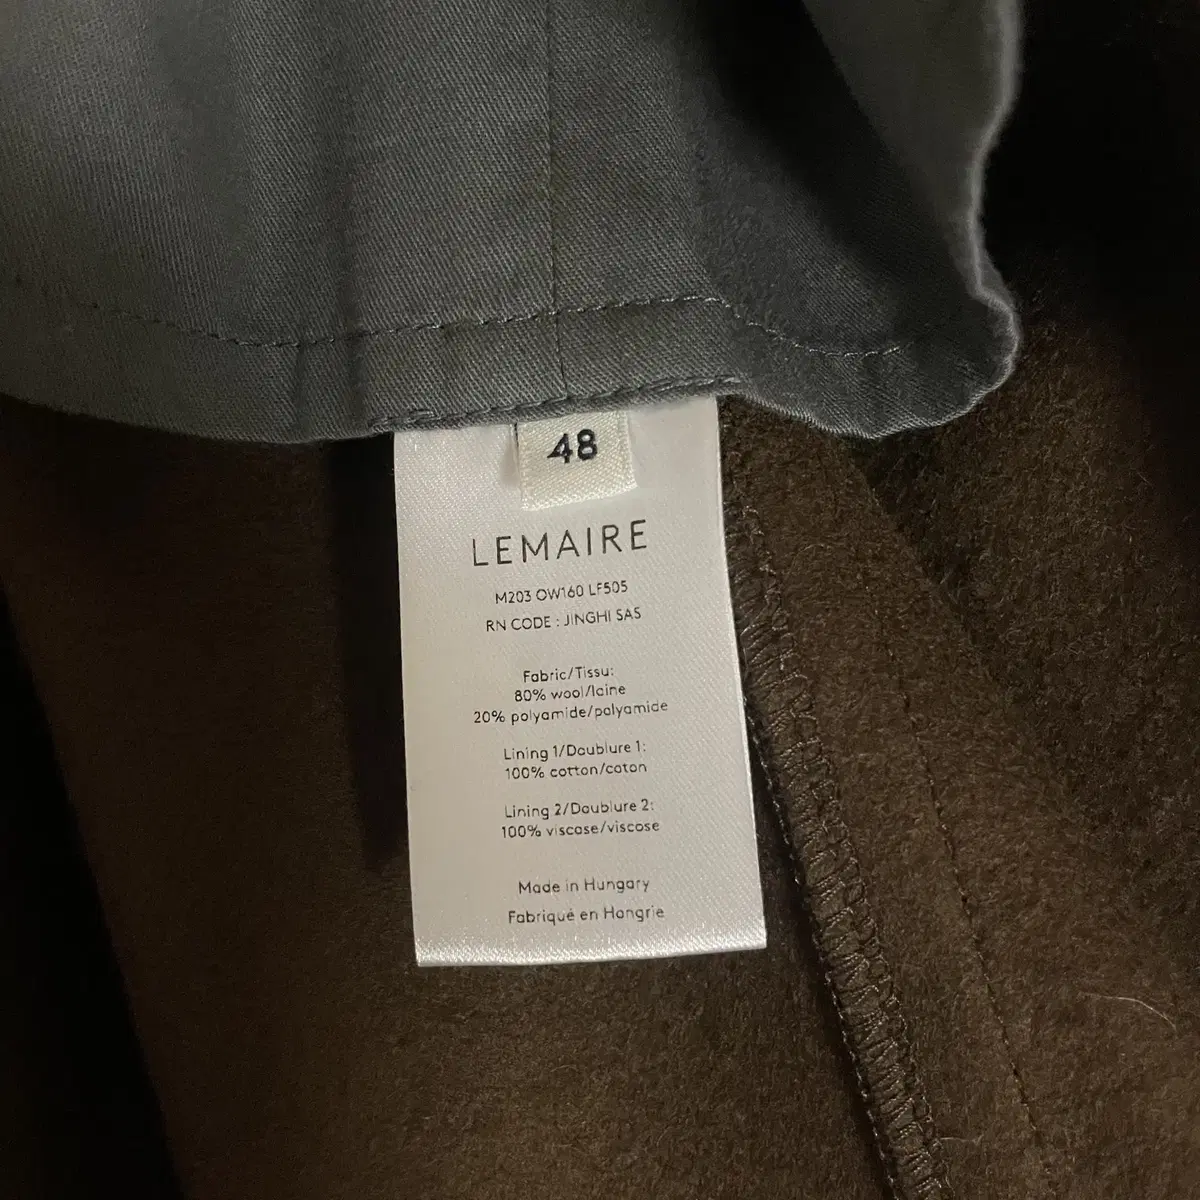 48
LEMAIRE
M203 OW160 LF505
RN CODE : JINGHI SAS
Fabric/Tissu:
80% wool/laine
20% polyamide/polyamide
Lining 1/Doublure 1:
100% cotton/coton
Lining 2/Doublure 2:
100% viscose/viscose
Made in Hungary
Fabriqué en Hongrie